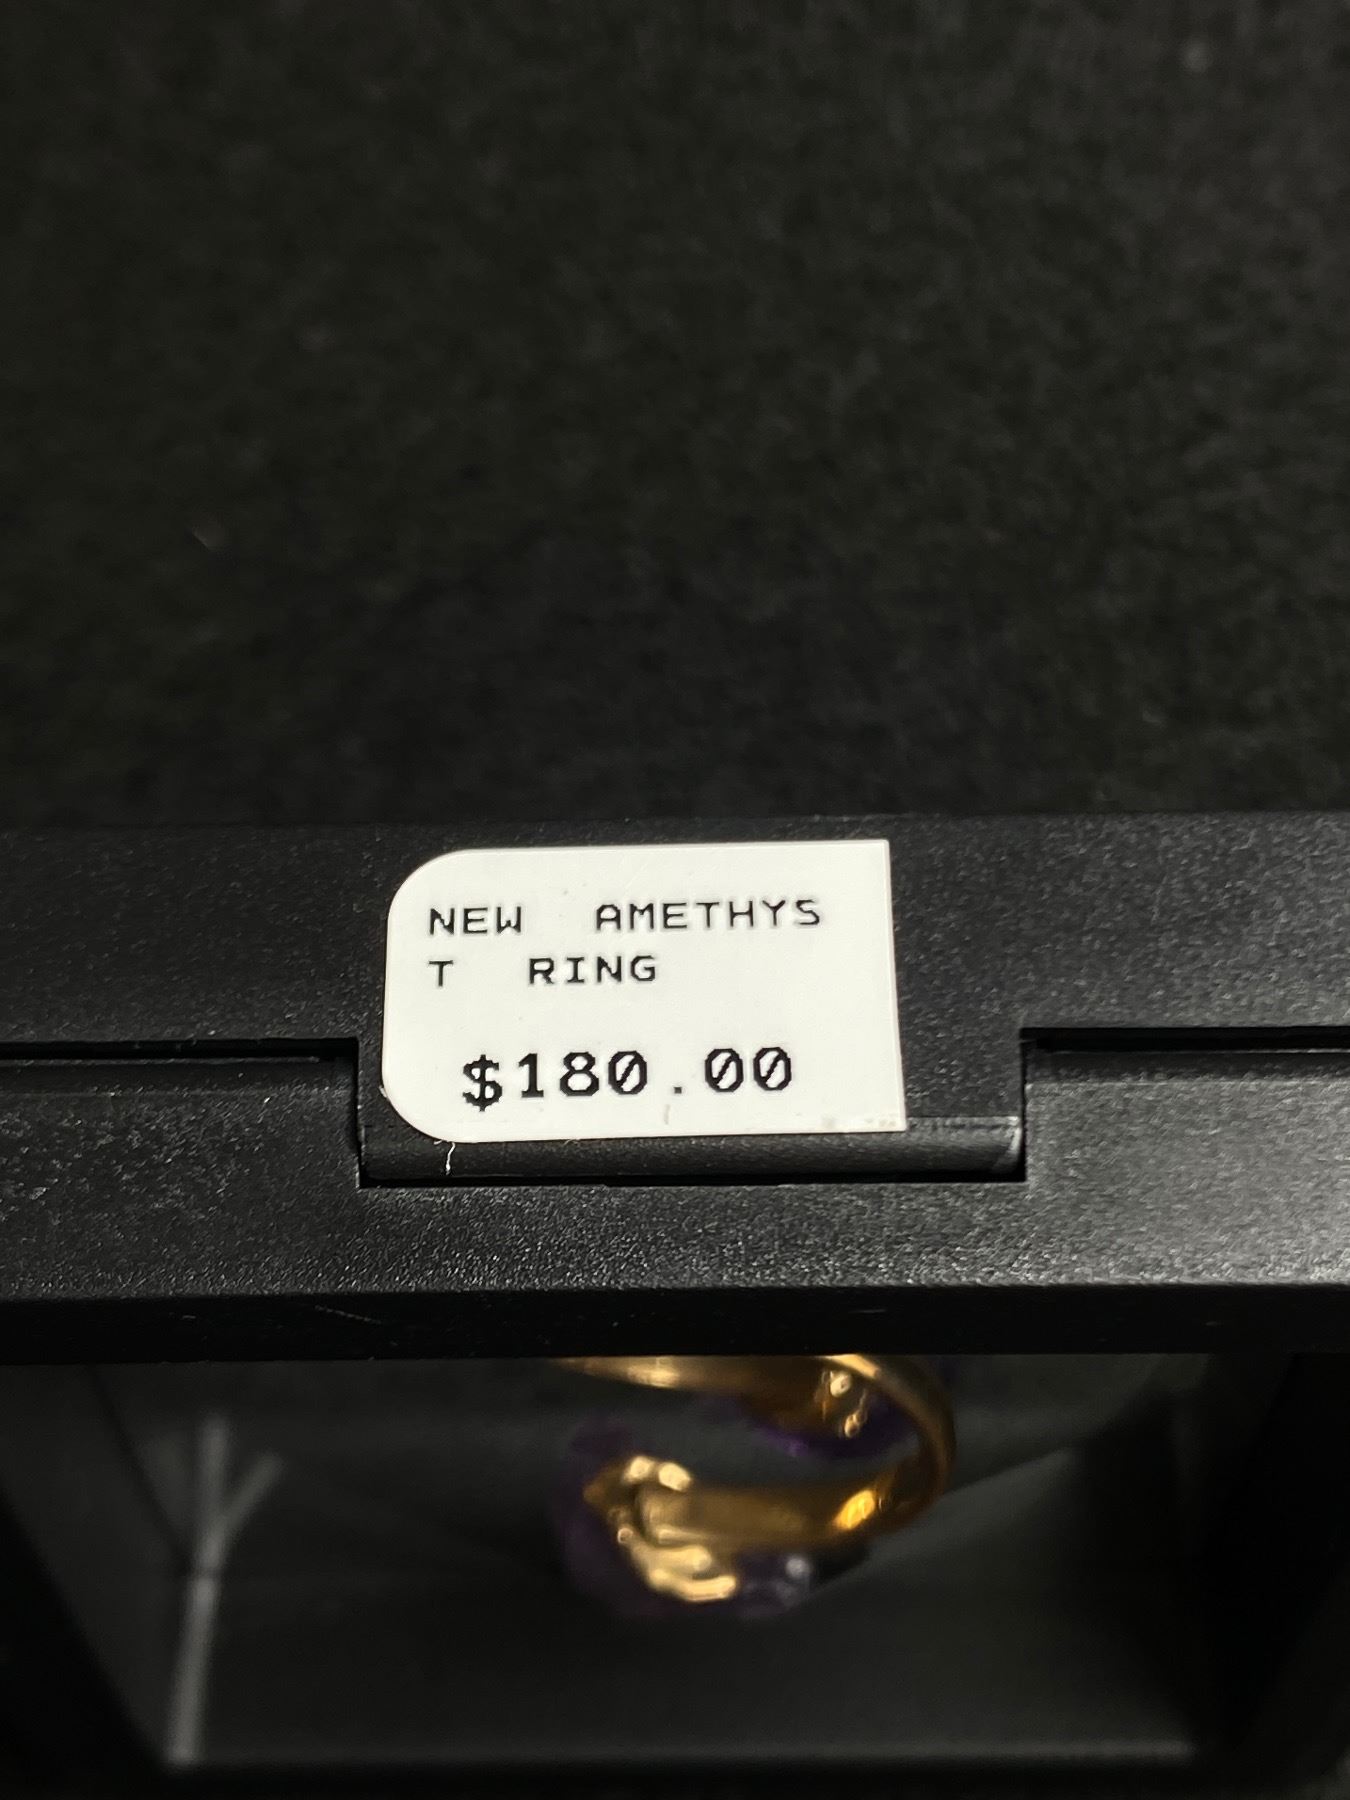 NEW AMETHYS
T RING
$180.00